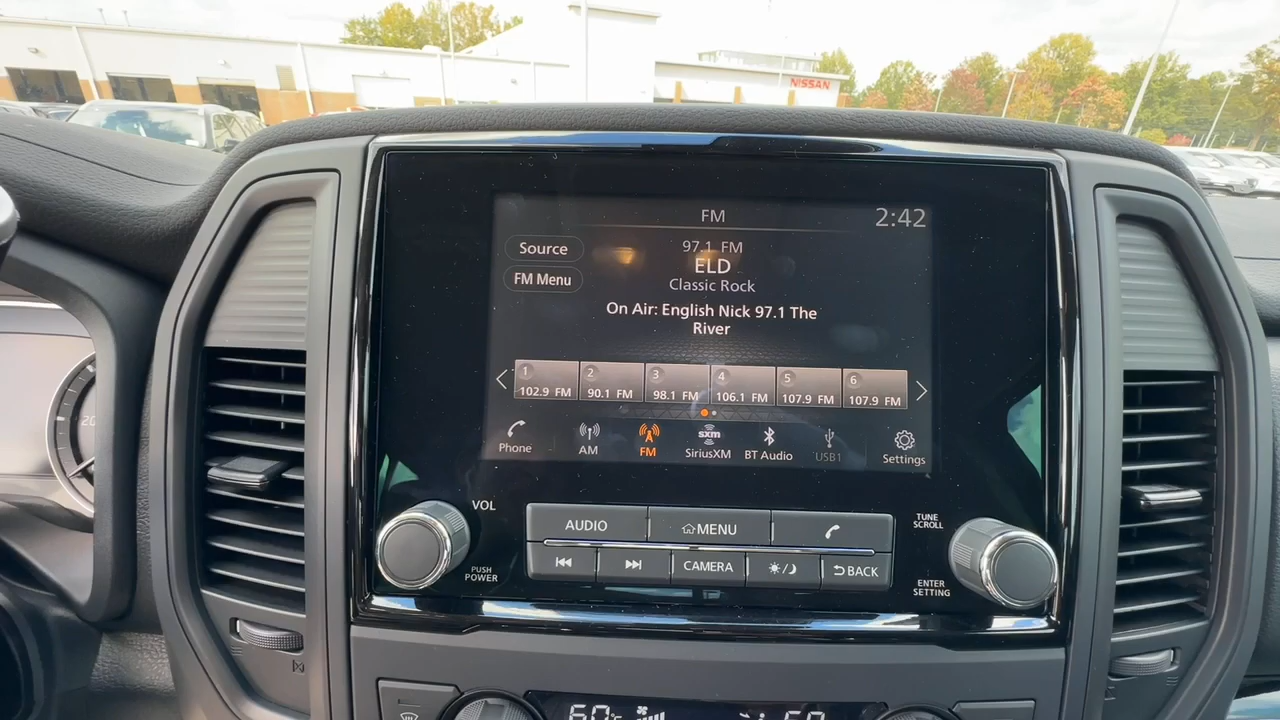 NISSAN
FM
2:42
Source
97.1 FM
ELD
FM Menu
Classic Rock
On Air: English Nick 97.1 The
River
1 2 3 4 5 6
102.9 FM 90.1 FM 98.1 FM 106.1 FM 107.9 FM 107.9 FM
Phone AM FM SiriusXM BT Audio USB1 Settings
sxm
20
VOL
AUDIO MENU
TUNE
SCROLL
PUSH
POWER
CAMERA BACK
ENTER
SETTING
60